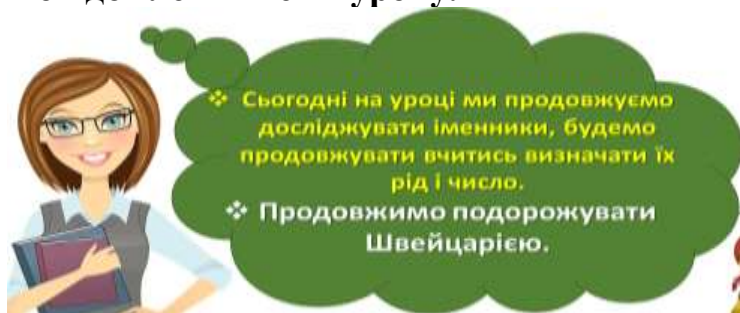 ❖ Сьогодні на уроці ми продовжуємо
досліджувати іменники, будемо
продовжувати вчитись визначати їх
рід і число.
❖ Продовжимо подорожувати
Швейцарією.